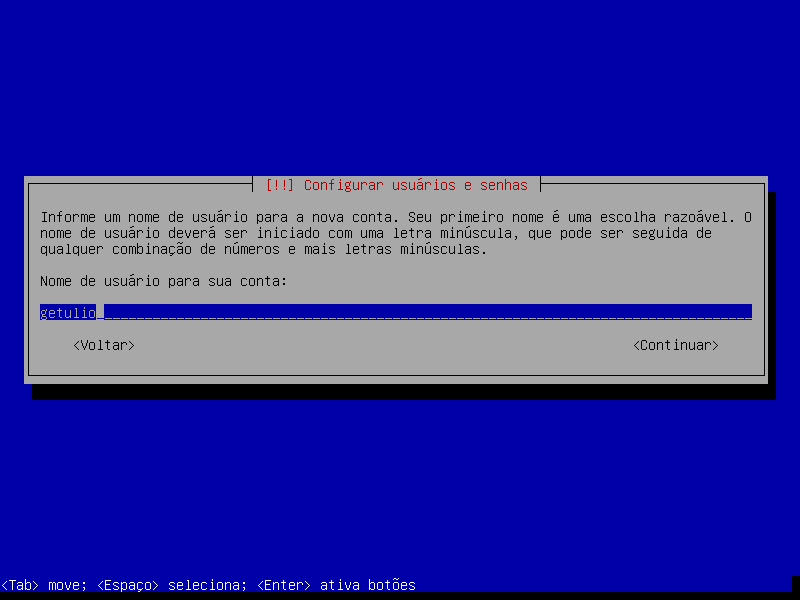 [!!] Configurar usuários e senhas
Informe um nome de usuário para a nova conta. Seu primeiro nome é uma escolha razoável. O
nome de usuário deverá ser iniciado com uma letra minúscula, que pode ser seguida de
qualquer combinação de números e mais letras minúsculas.
Nome de usuário para sua conta:
getulio
<Voltar> <Continuar>
<Tab> move; <Espaço> seleciona; <Enter> ativa botões